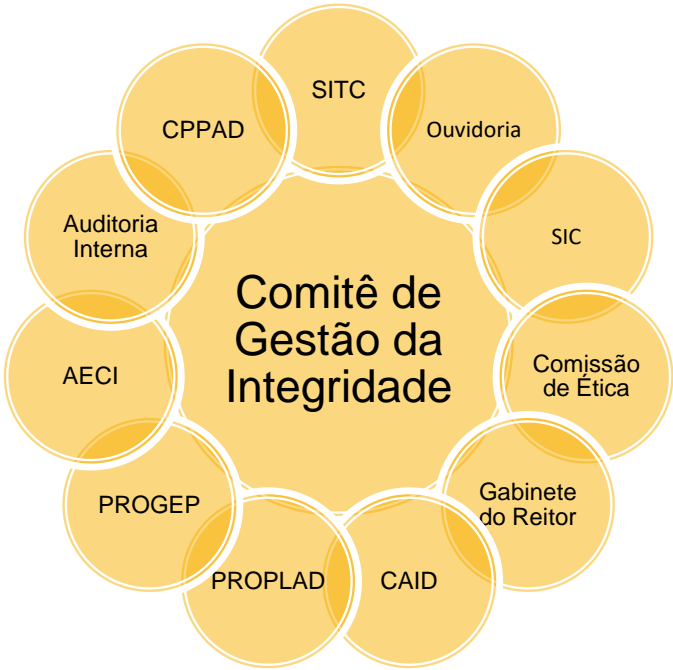 SITC
Ouvidoria
SIC
Comissão
de Ética
Gabinete
do Reitor
CAID
PROPLAD
PROGEP
AECI
Auditoria
Interna
CPPAD
Comitê de
Gestão da
Integridade